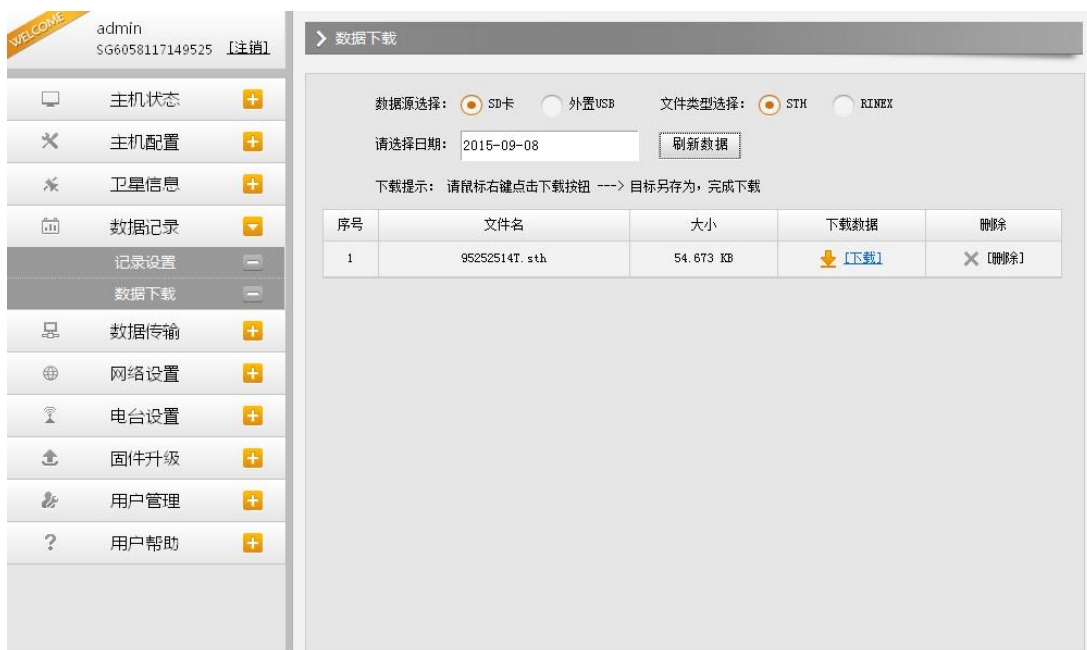 WELCOME
admin
SG6058117149525 [注销]
主机状态
主机配置
卫星信息
数据记录
记录设置
数据下载
数据传输
网络设置
电台设置
固件升级
用户管理
用户帮助
数据下载
数据源选择: SD卡 外置USB 文件类型选择: STH RINEX
请选择日期: 2015-09-08 刷新数据
下载提示: 请鼠标右键点击下载按钮 ---> 目标另存为,完成下载
序号 文件名 大小 下载数据 删除
1 95252514T.sth 54.673 KB [下载] [删除]